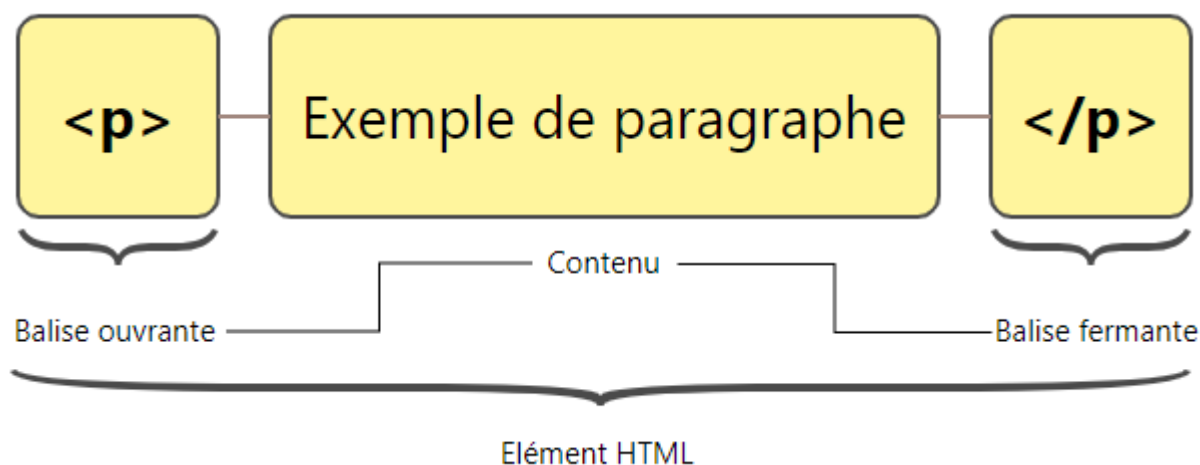 <p> Exemple de paragraphe </p>
Contenu
Balise ouvrante Balise fermante
Elément HTML